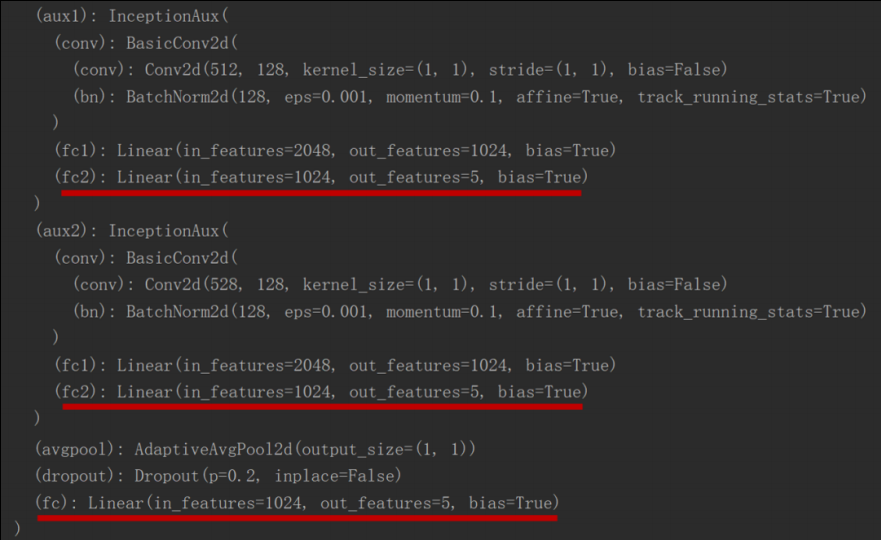 (aux1): InceptionAux(
(conv): BasicConv2d(
(conv): Conv2d(512, 128, kernel_size=(1, 1), stride=(1, 1), bias=False)
(bn): BatchNorm2d(128, eps=0.001, momentum=0.1, affine=True, track_running_stats=True)
)
(fc1): Linear(in_features=2048, out_features=1024, bias=True)
(fc2): Linear(in_features=1024, out_features=5, bias=True)
)
(aux2): InceptionAux(
(conv): BasicConv2d(
(conv): Conv2d(528, 128, kernel_size=(1, 1), stride=(1, 1), bias=False)
(bn): BatchNorm2d(128, eps=0.001, momentum=0.1, affine=True, track_running_stats=True)
)
(fc1): Linear(in_features=2048, out_features=1024, bias=True)
(fc2): Linear(in_features=1024, out_features=5, bias=True)
)
(avgpool): AdaptiveAvgPool2d(output_size=(1, 1))
(dropout): Dropout(p=0.2, inplace=False)
(fc): Linear(in_features=1024, out_features=5, bias=True)
)